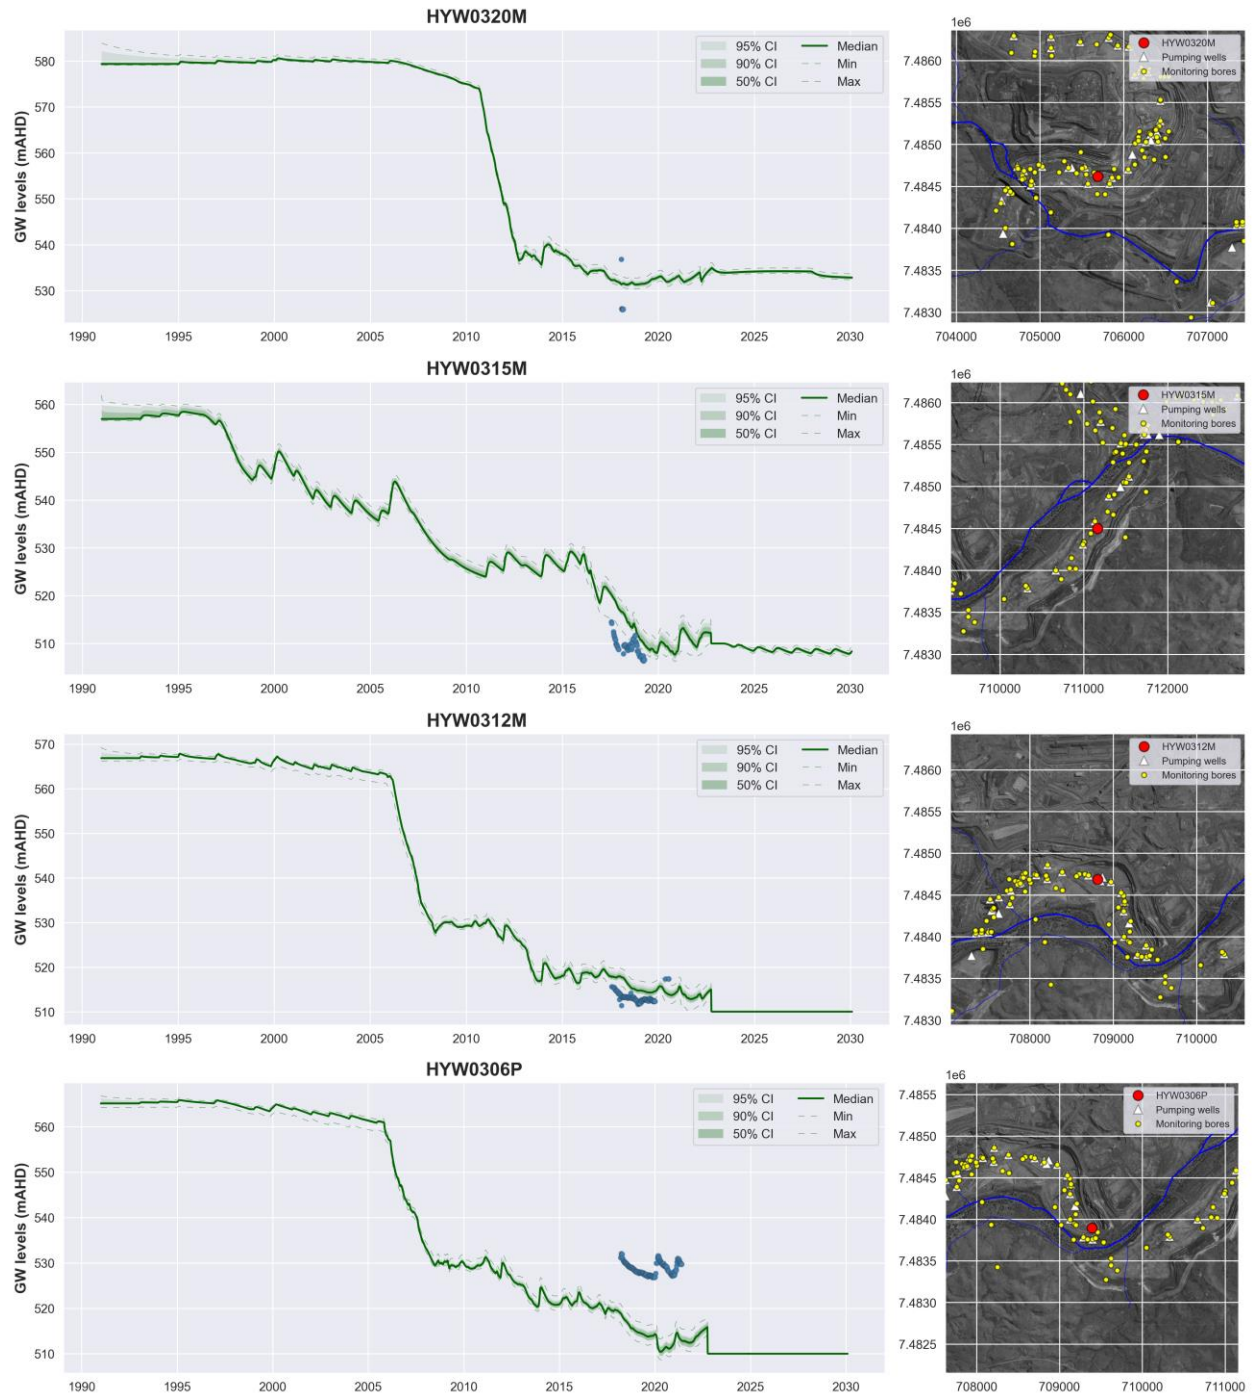 HYW0320M
GW levels (mAHD)
580
570
560
550
540
530
1990 1995 2000 2005 2010 2015 2020 2025 2030
95% CI Median
90% CI Min
50% CI Max
1e6
7.4860
7.4855
7.4850
7.4845
7.4840
7.4835
7.4830
704000 705000 706000 707000
HYW0320M
Pumping wells
Monitoring bores
HYW0315M
GW levels (mAHD)
560
550
540
530
520
510
1990 1995 2000 2005 2010 2015 2020 2025 2030
95% CI Median
90% CI Min
50% CI Max
1e6
7.4860
7.4855
7.4850
7.4845
7.4840
7.4835
7.4830
710000 711000 712000
HYW0315M
Pumping wells
Monitoring bores
HYW0312M
GW levels (mAHD)
570
560
550
540
530
520
510
1990 1995 2000 2005 2010 2015 2020 2025 2030
95% CI Median
90% CI Min
50% CI Max
1e6
7.4860
7.4855
7.4850
7.4845
7.4840
7.4835
7.4830
708000 709000 710000
HYW0312M
Pumping wells
Monitoring bores
HYW0306P
GW levels (mAHD)
560
550
540
530
520
510
1990 1995 2000 2005 2010 2015 2020 2025 2030
95% CI Median
90% CI Min
50% CI Max
1e6
7.4855
7.4850
7.4845
7.4840
7.4835
7.4830
7.4825
708000 709000 710000 711000
HYW0306P
Pumping wells
Monitoring bores